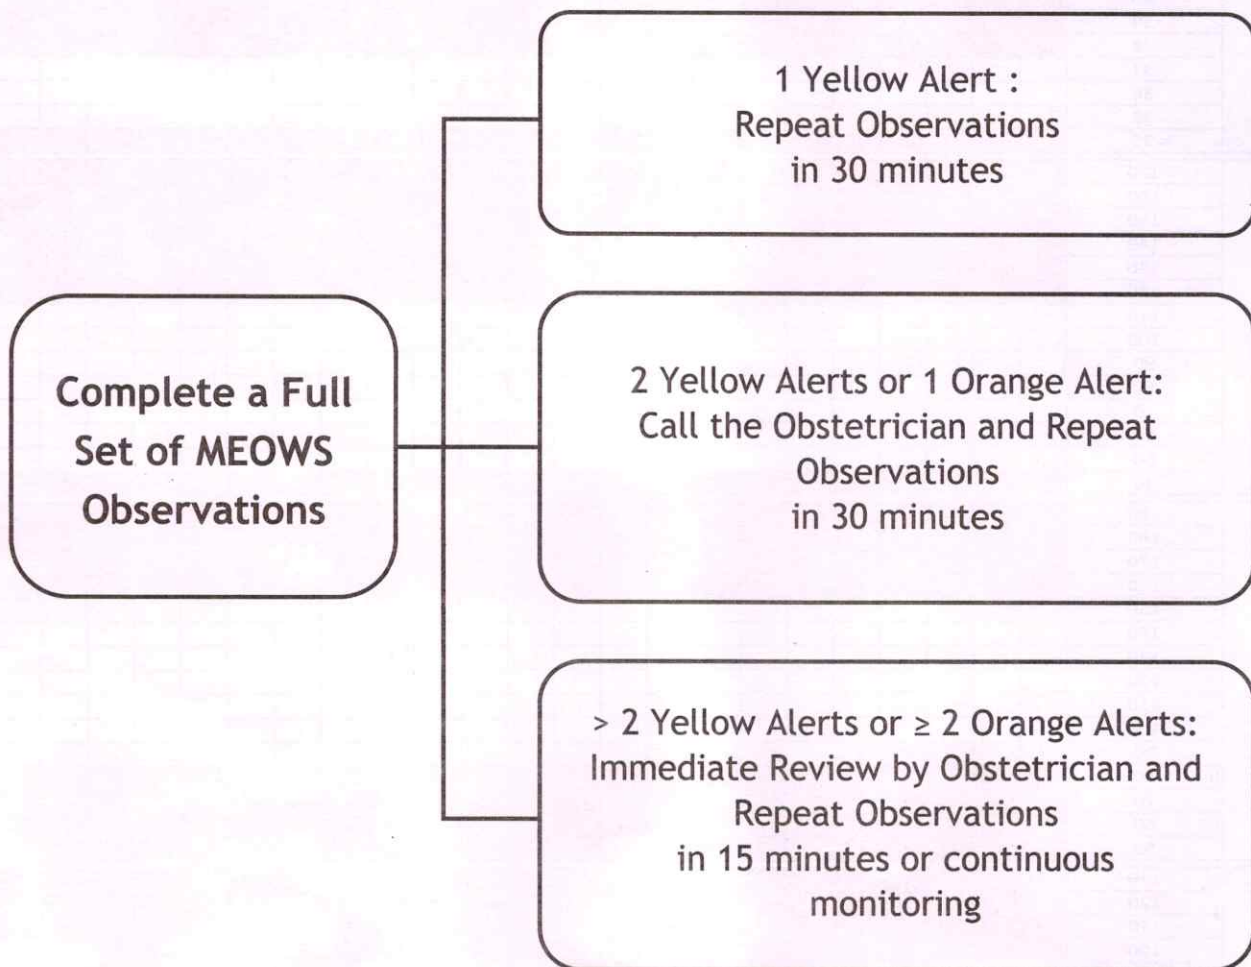 Complete a Full
Set of MEOWS
Observations
1 Yellow Alert :
Repeat Observations
in 30 minutes
2 Yellow Alerts or 1 Orange Alert:
Call the Obstetrician and Repeat
Observations
in 30 minutes
> 2 Yellow Alerts or ≥ 2 Orange Alerts:
Immediate Review by Obstetrician and
Repeat Observations
in 15 minutes or continuous
monitoring